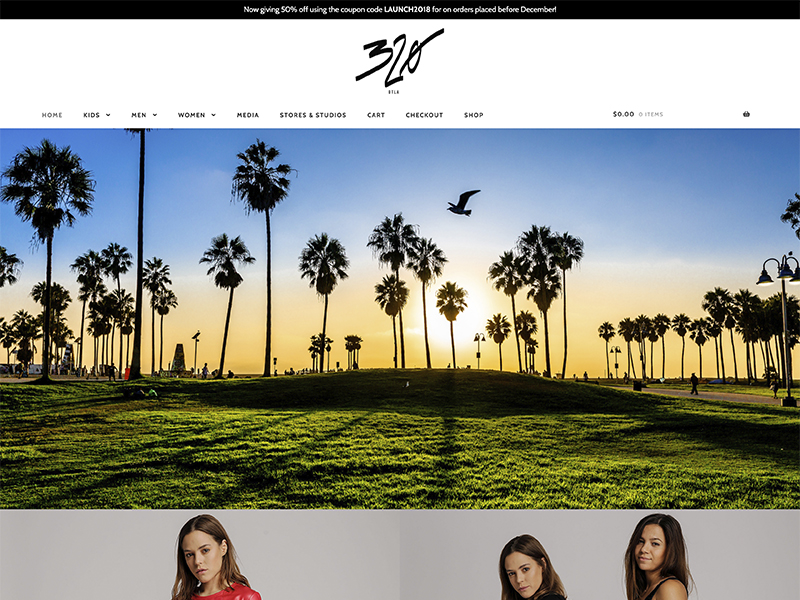 Now giving 50% off using the coupon code LAUNCH2018 for on orders placed before December!
320
DTLA
HOME KIDS MEN WOMEN MEDIA STORES & STUDIOS CART CHECKOUT SHOP $0.00 0 ITEMS